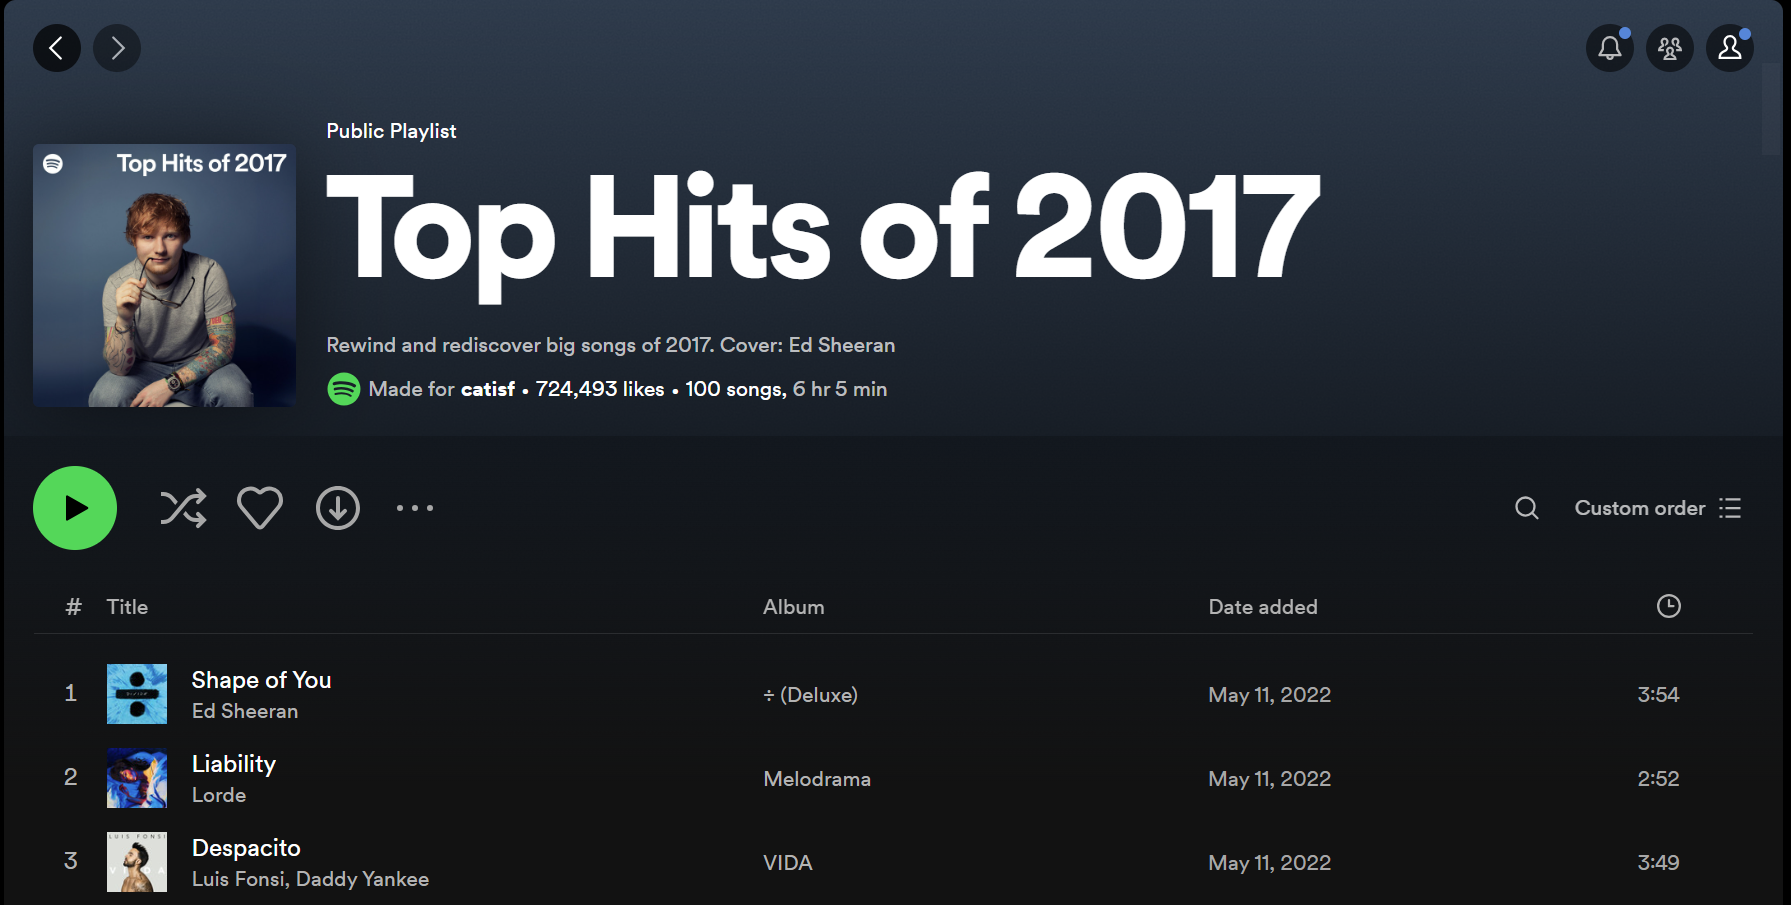 Public Playlist
Top Hits of 2017
Top Hits of 2017
Rewind and rediscover big songs of 2017. Cover: Ed Sheeran
Made for catisf • 724,493 likes • 100 songs, 6 hr 5 min
Custom order
# Title Album Date added
1 Shape of You ÷ (Deluxe) May 11, 2022 3:54
Ed Sheeran
2 Liability Melodrama May 11, 2022 2:52
Lorde
LUIS FONSI
3 Despacito VIDA May 11, 2022 3:49
VIDA
Luis Fonsi, Daddy Yankee